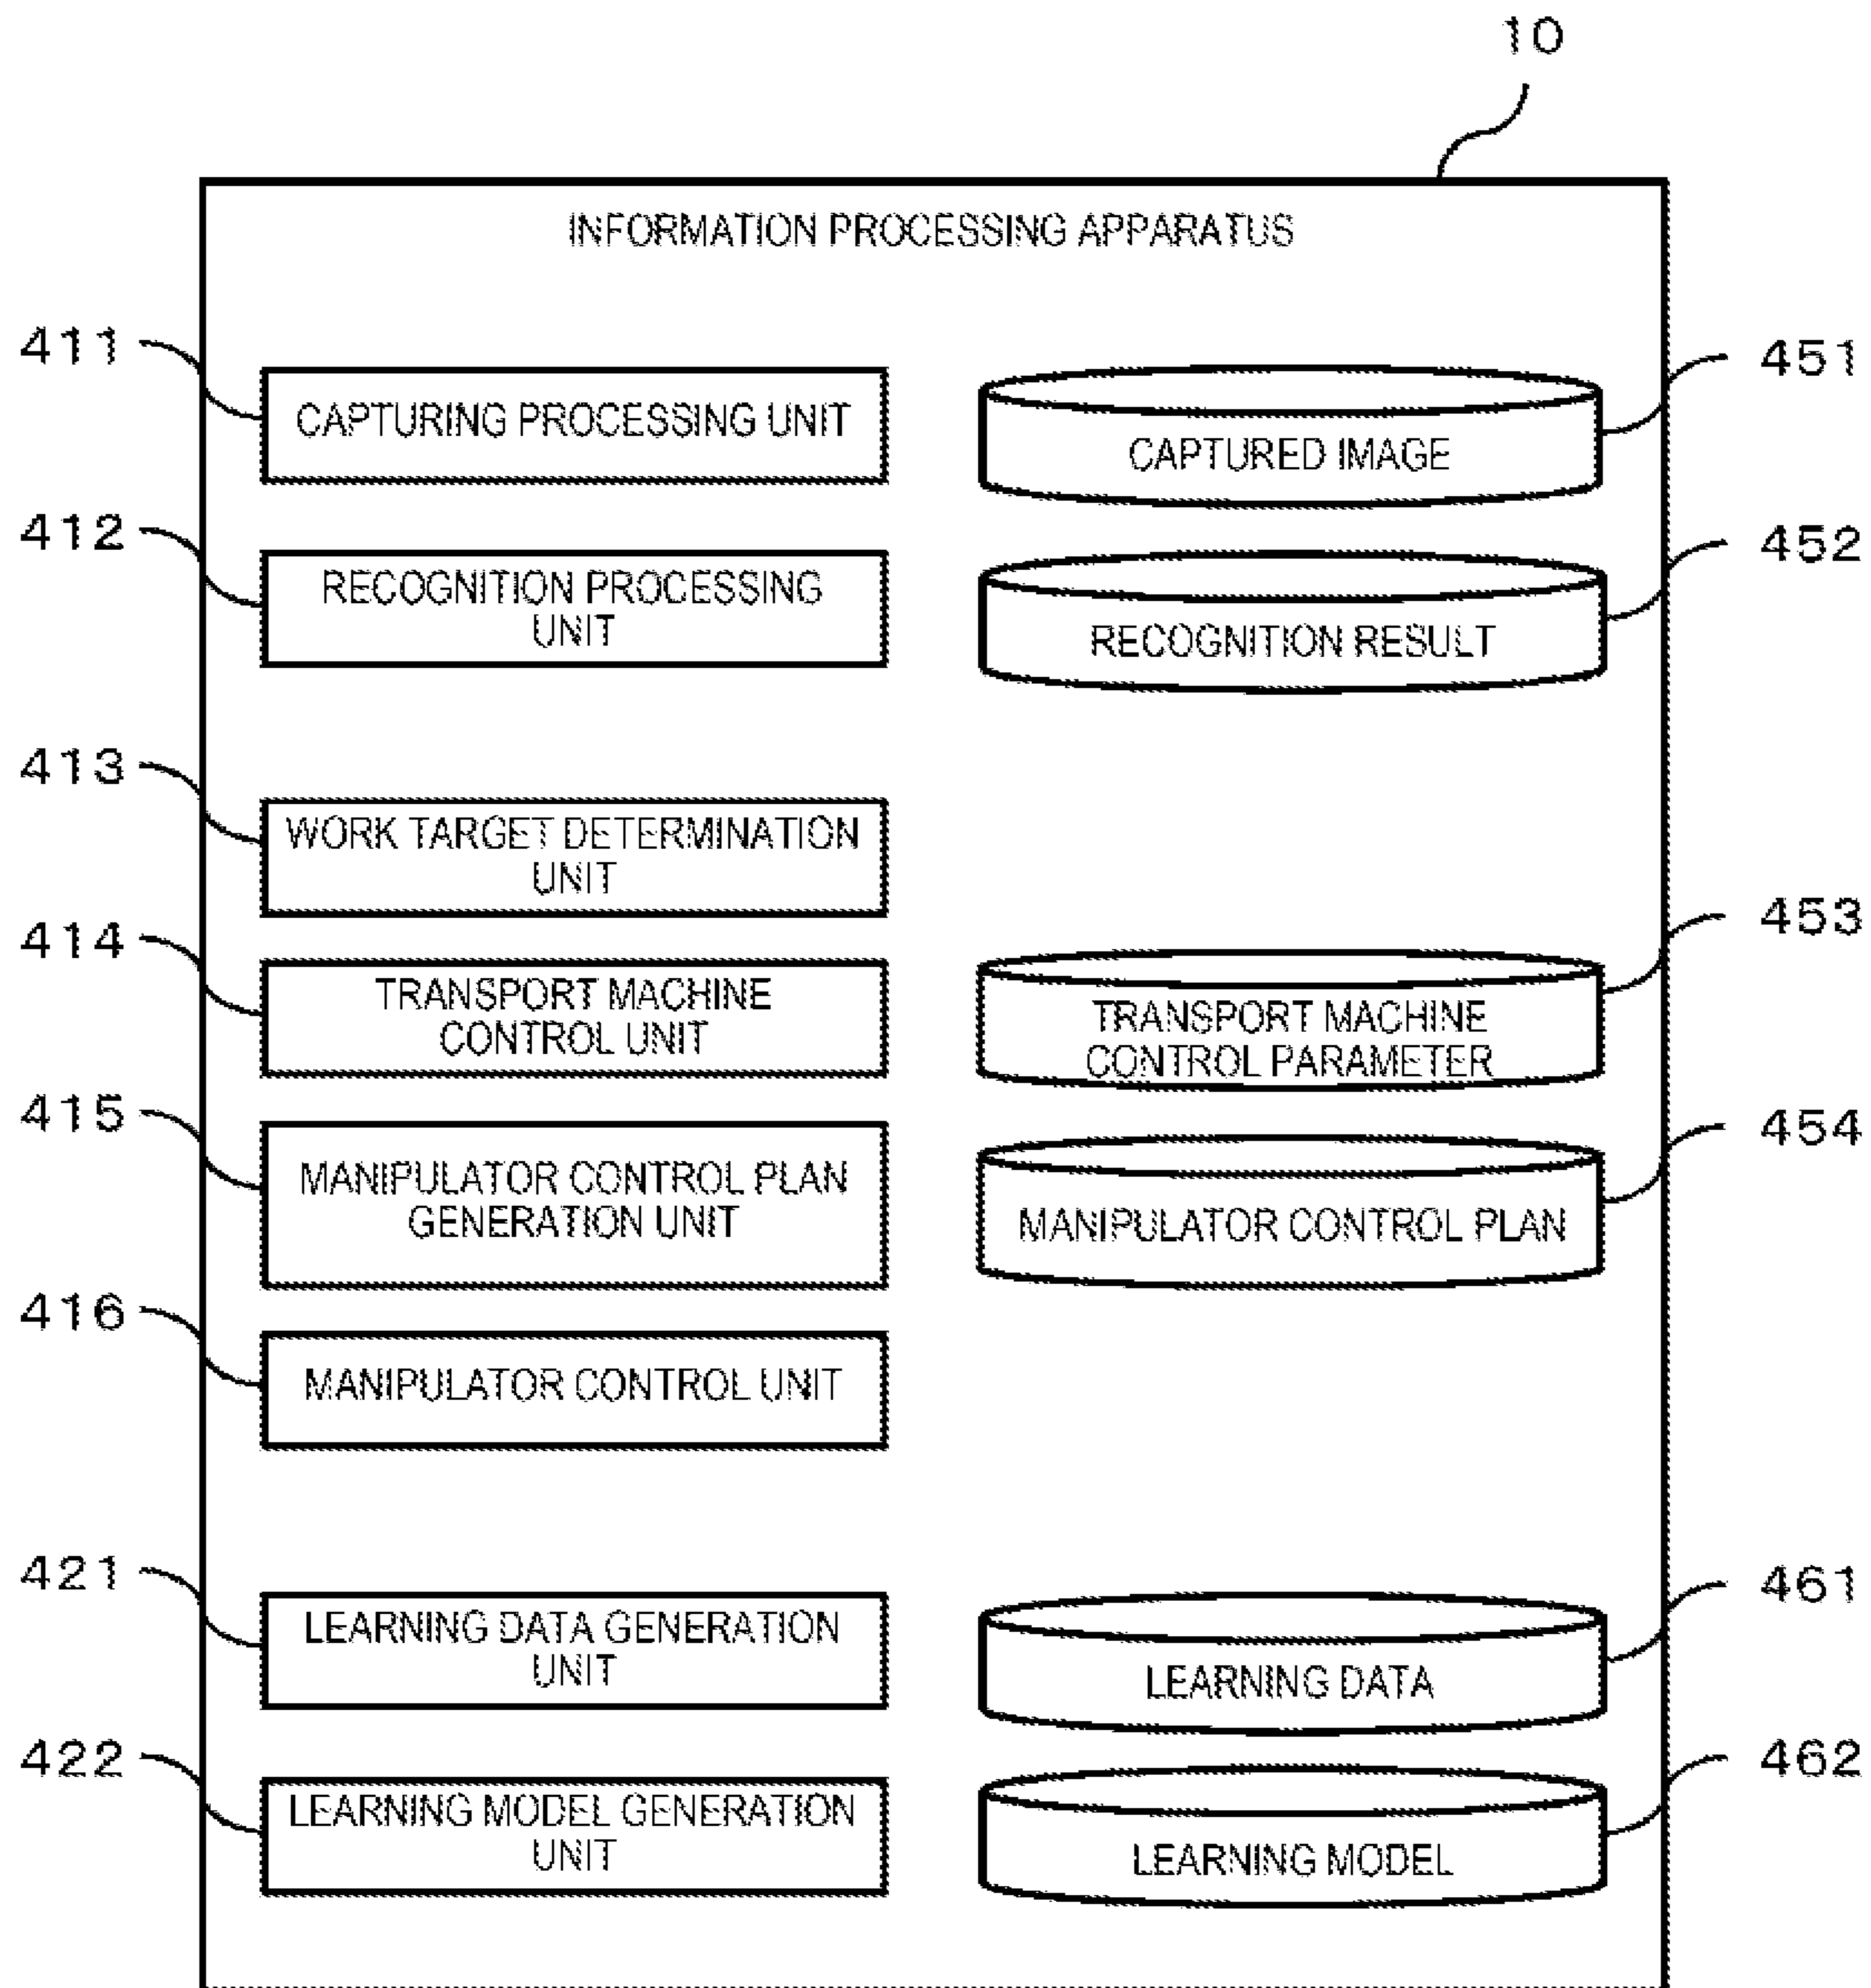 10
INFORMATION PROCESSING APPARATUS
411
CAPTURING PROCESSING UNIT
CAPTURED IMAGE
451
412
RECOGNITION PROCESSING
UNIT
RECOGNITION RESULT
452
413
WORK TARGET DETERMINATION
UNIT
414
TRANSPORT MACHINE
CONTROL UNIT
TRANSPORT MACHINE
CONTROL PARAMETER
453
415
MANIPULATOR CONTROL PLAN
GENERATION UNIT
MANIPULATOR CONTROL PLAN
454
416
MANIPULATOR CONTROL UNIT
421
LEARNING DATA GENERATION
UNIT
LEARNING DATA
461
422
LEARNING MODEL GENERATION
UNIT
LEARNING MODEL
462